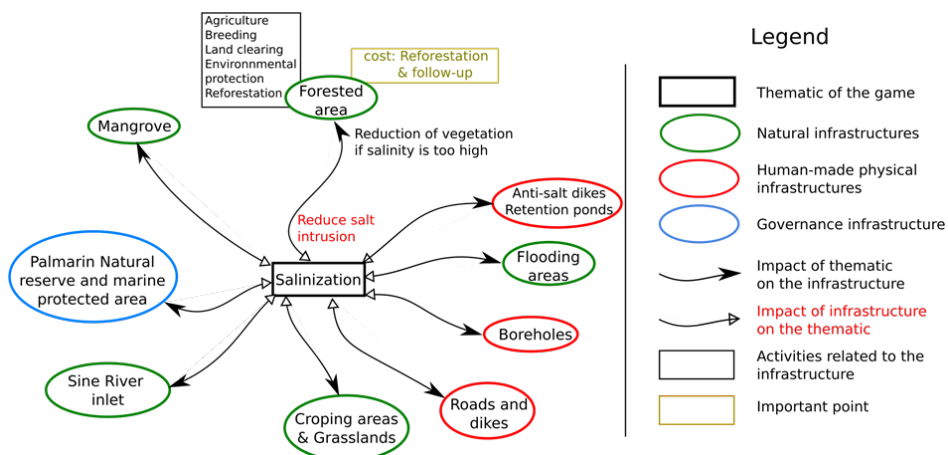 Agriculture
Breeding
Land clearing
Environnmental
protection
Reforestation
cost: Reforestation
& follow-up
Forested
area
Mangrove
Reduction of vegetation
if salinity is too high
Reduce salt
intrusion
Anti-salt dikes
Retention ponds
Palmarin Natural
reserve and marine
protected area
Salinization
Flooding
areas
Boreholes
Sine River
inlet
Croping areas
& Grasslands
Roads and
dikes
Legend
Thematic of the game
Natural infrastructures
Human-made physical
infrastructures
Governance infrastructure
Impact of thematic
on the infrastructure
Impact of infrastructure
on the thematic
Activities related to the
infrastructure
Important point